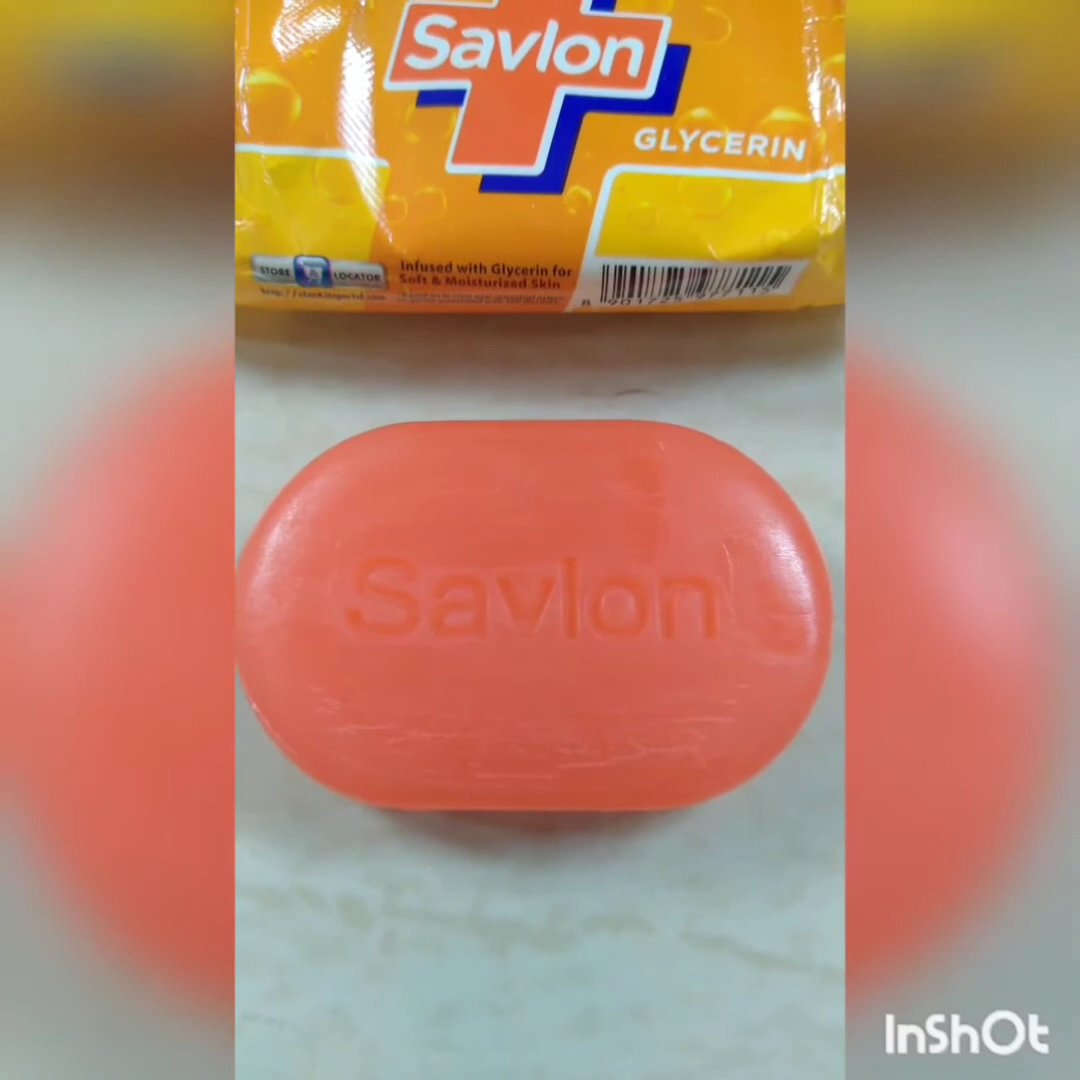 Savlon
GLYCERIN
STORE LOCATOR
Infused with Glycerin for
Soft & Moisturized Skin
Savlon
InShOt